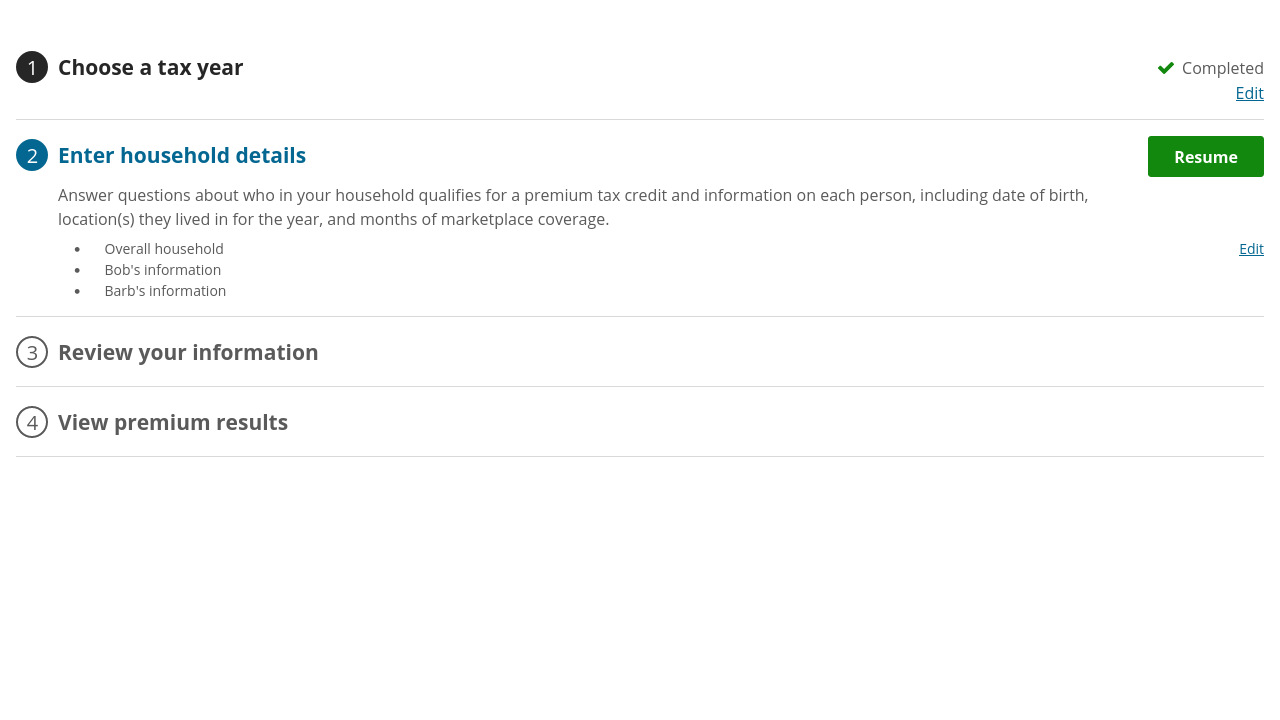 1 Choose a tax year
Completed
Edit
2 Enter household details
Resume
Answer questions about who in your household qualifies for a premium tax credit and information on each person, including date of birth,
location(s) they lived in for the year, and months of marketplace coverage.
• Overall household
Edit
• Bob's information
• Barb's information
3 Review your information
4 View premium results